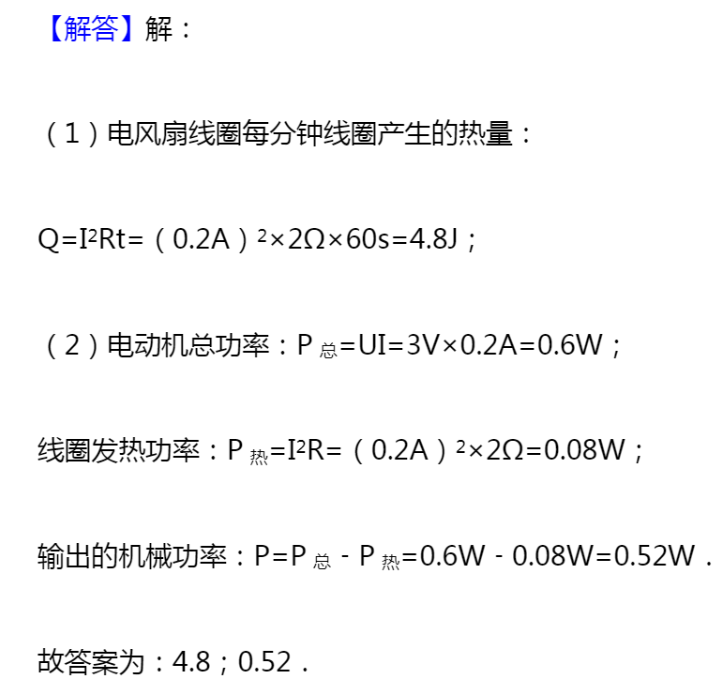 【解答】解：
（1）电风扇线圈每分钟线圈产生的热量：
Q=I²Rt=（0.2A）²×2Ω×60s=4.8J；
（2）电动机总功率：P总=UI=3V×0.2A=0.6W；
线圈发热功率：P热=I²R=（0.2A）²×2Ω=0.08W；
输出的机械功率：P=P总﹣P热=0.6W﹣0.08W=0.52W．
故答案为：4.8；0.52．